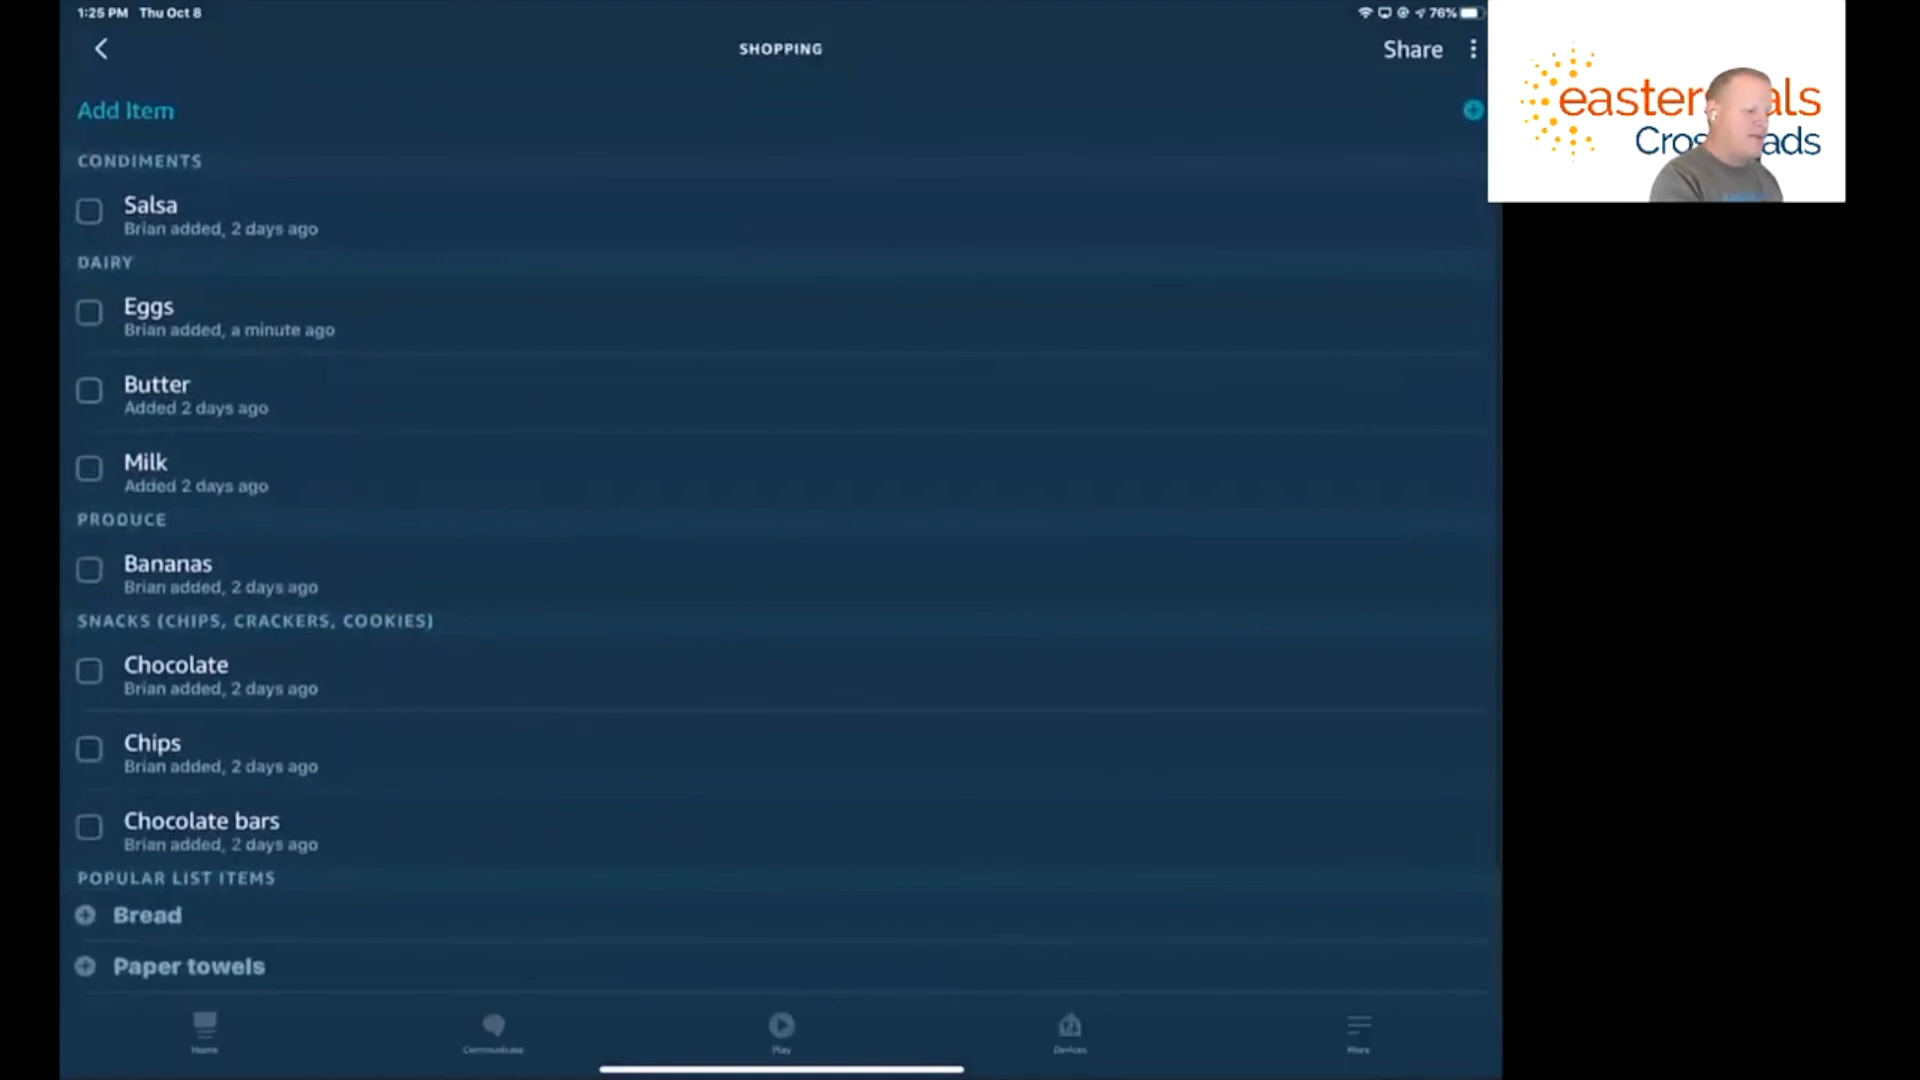 1:25 PM Thu Oct 8
76%
SHOPPING
Share
Add Item
CONDIMENTS
Salsa
Brian added, 2 days ago
DAIRY
Eggs
Brian added, a minute ago
Butter
Added 2 days ago
Milk
Added 2 days ago
PRODUCE
Bananas
Brian added, 2 days ago
SNACKS (CHIPS, CRACKERS, COOKIES)
Chocolate
Brian added, 2 days ago
Chips
Brian added, 2 days ago
Chocolate bars
Brian added, 2 days ago
POPULAR LIST ITEMS
Bread
Paper towels
Home
Communicate
Play
Devices
More
easter als
Cros ads